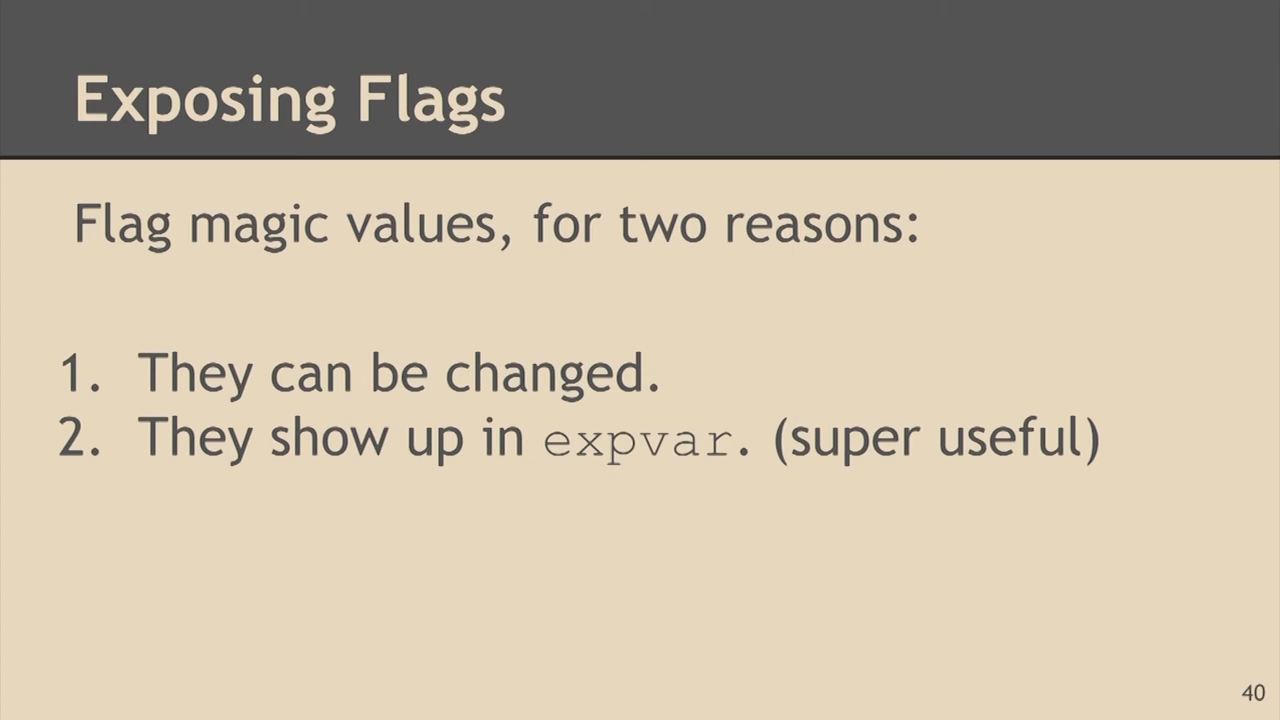 Exposing Flags
Flag magic values, for two reasons:
1. They can be changed.
2. They show up in expvar. (super useful)
40